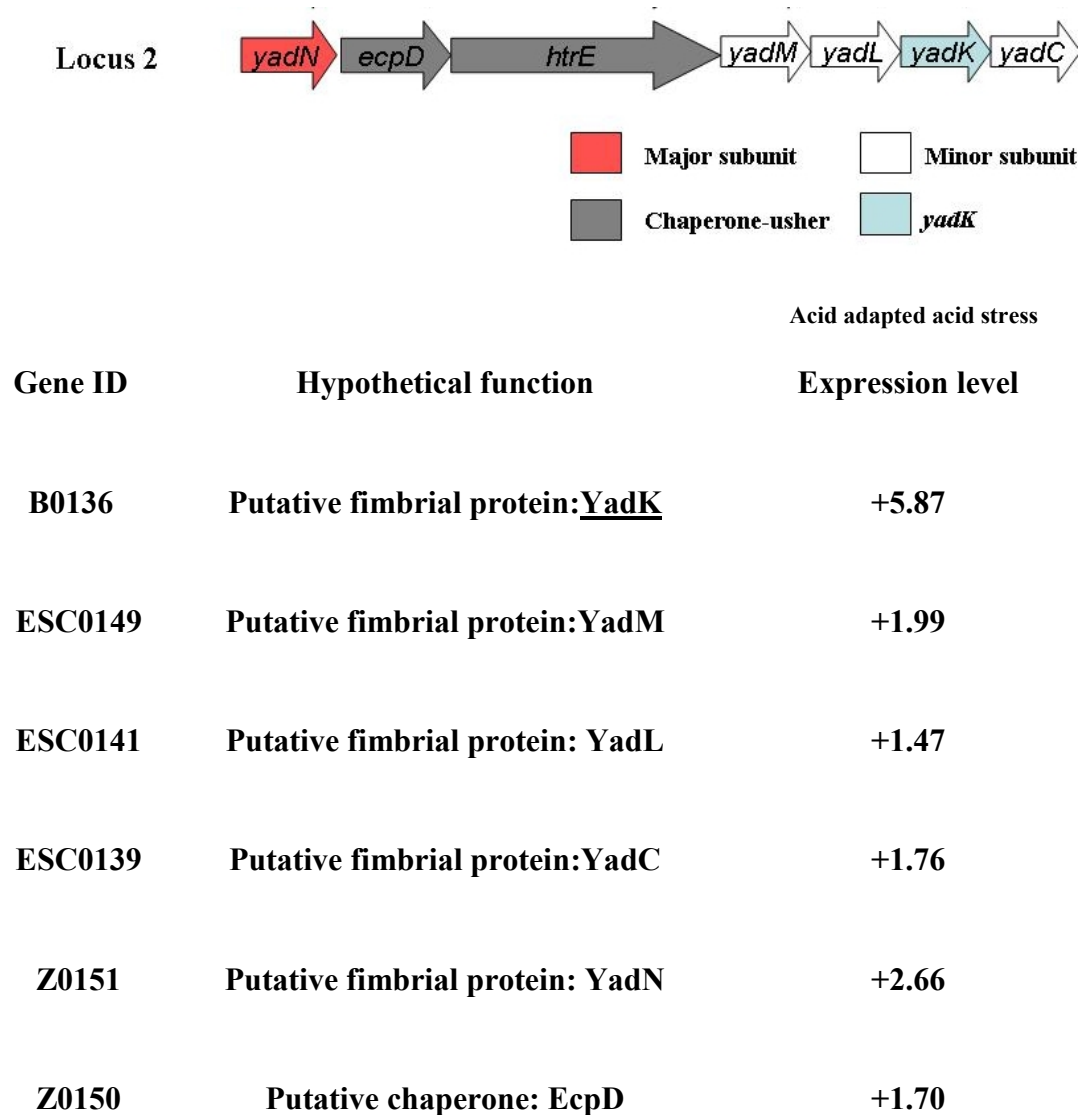 Locus 2
yadN ecpD htrE yadM yadL yadK yadC
Major subunit Minor subunit
Chaperone-usher yadK
Acid adapted acid stress
Gene ID Hypothetical function Expression level
B0136 Putative fimbrial protein:YadK +5.87
ESC0149 Putative fimbrial protein:YadM +1.99
ESC0141 Putative fimbrial protein: YadL +1.47
ESC0139 Putative fimbrial protein:YadC +1.76
Z0151 Putative fimbrial protein: YadN +2.66
Z0150 Putative chaperone: EcpD +1.70